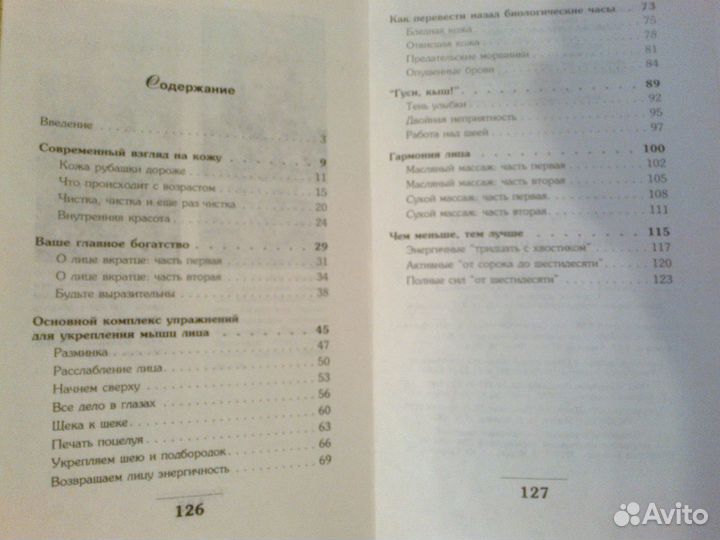 Содержание
Введение . . . . . . . . . . . . . . . . . 3
Современный взгляд на кожу . . . . . . . . 9
Кожа рубашки дороже . . . . . . . . . . 11
Что происходит с возрастом . . . . . . . . 15
Чистка, чистка и еще раз чистка . . . . . . 20
Внутренняя красота . . . . . . . . . . . 24
Ваше главное богатство . . . . . . . . . . 29
О лице вкратце: часть первая . . . . . . . 31
О лице вкратце: часть вторая . . . . . . . 34
Будьте выразительны . . . . . . . . . . 38
Основной комплекс упражнений
для укрепления мышц лица . . . . . . . . 45
Разминка . . . . . . . . . . . . . . . 47
Расслабление лица . . . . . . . . . . . 50
Начнем сверху . . . . . . . . . . . . . 53
Все дело в глазах . . . . . . . . . . . . 56
Щека к щеке . . . . . . . . . . . . . . 60
Печать поцелуя . . . . . . . . . . . . . 63
Укрепляем шею и подбородок . . . . . . . 66
Возвращаем лицу энергичность . . . . . . . 69
126
Как перевести назад биологические часы . . 73
Бледная кожа . . . . . . . . . . . . . 75
Отвисшая кожа . . . . . . . . . . . . . 78
Предательские морщинки . . . . . . . . . 81
Опущенные брови . . . . . . . . . . . . 84
"Гуси, кыш!" . . . . . . . . . . . . . . 89
Тень улыбки . . . . . . . . . . . . . . 92
Двойная неприятность . . . . . . . . . . 95
Работа над шеей . . . . . . . . . . . . 97
Гармония лица . . . . . . . . . . . . . 100
Масляный массаж: часть первая . . . . . . 102
Масляный массаж: часть вторая . . . . . . 105
Сухой массаж: часть первая . . . . . . . . 108
Сухой массаж: часть вторая . . . . . . . . 111
Чем меньше, тем лучше . . . . . . . . . . 115
Энергичные "тридцать с хвостиком" . . . . 117
Активные "от сорока до шестидесяти" . . . 120
Полные сил "от шестидесяти" . . . . . . . 123
127
Avito